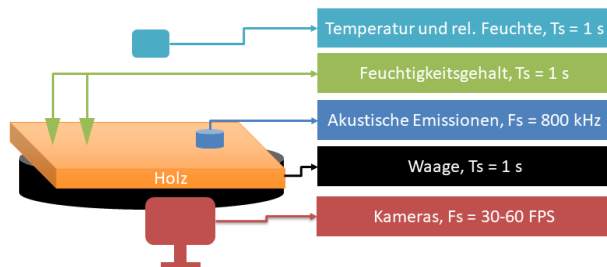 Temperatur und rel. Feuchte, Ts = 1 s
Feuchtigkeitsgehalt, Ts = 1 s
Akustische Emissionen, Fs = 800 kHz
Waage, Ts = 1 s
Holz
Kameras, Fs = 30-60 FPS